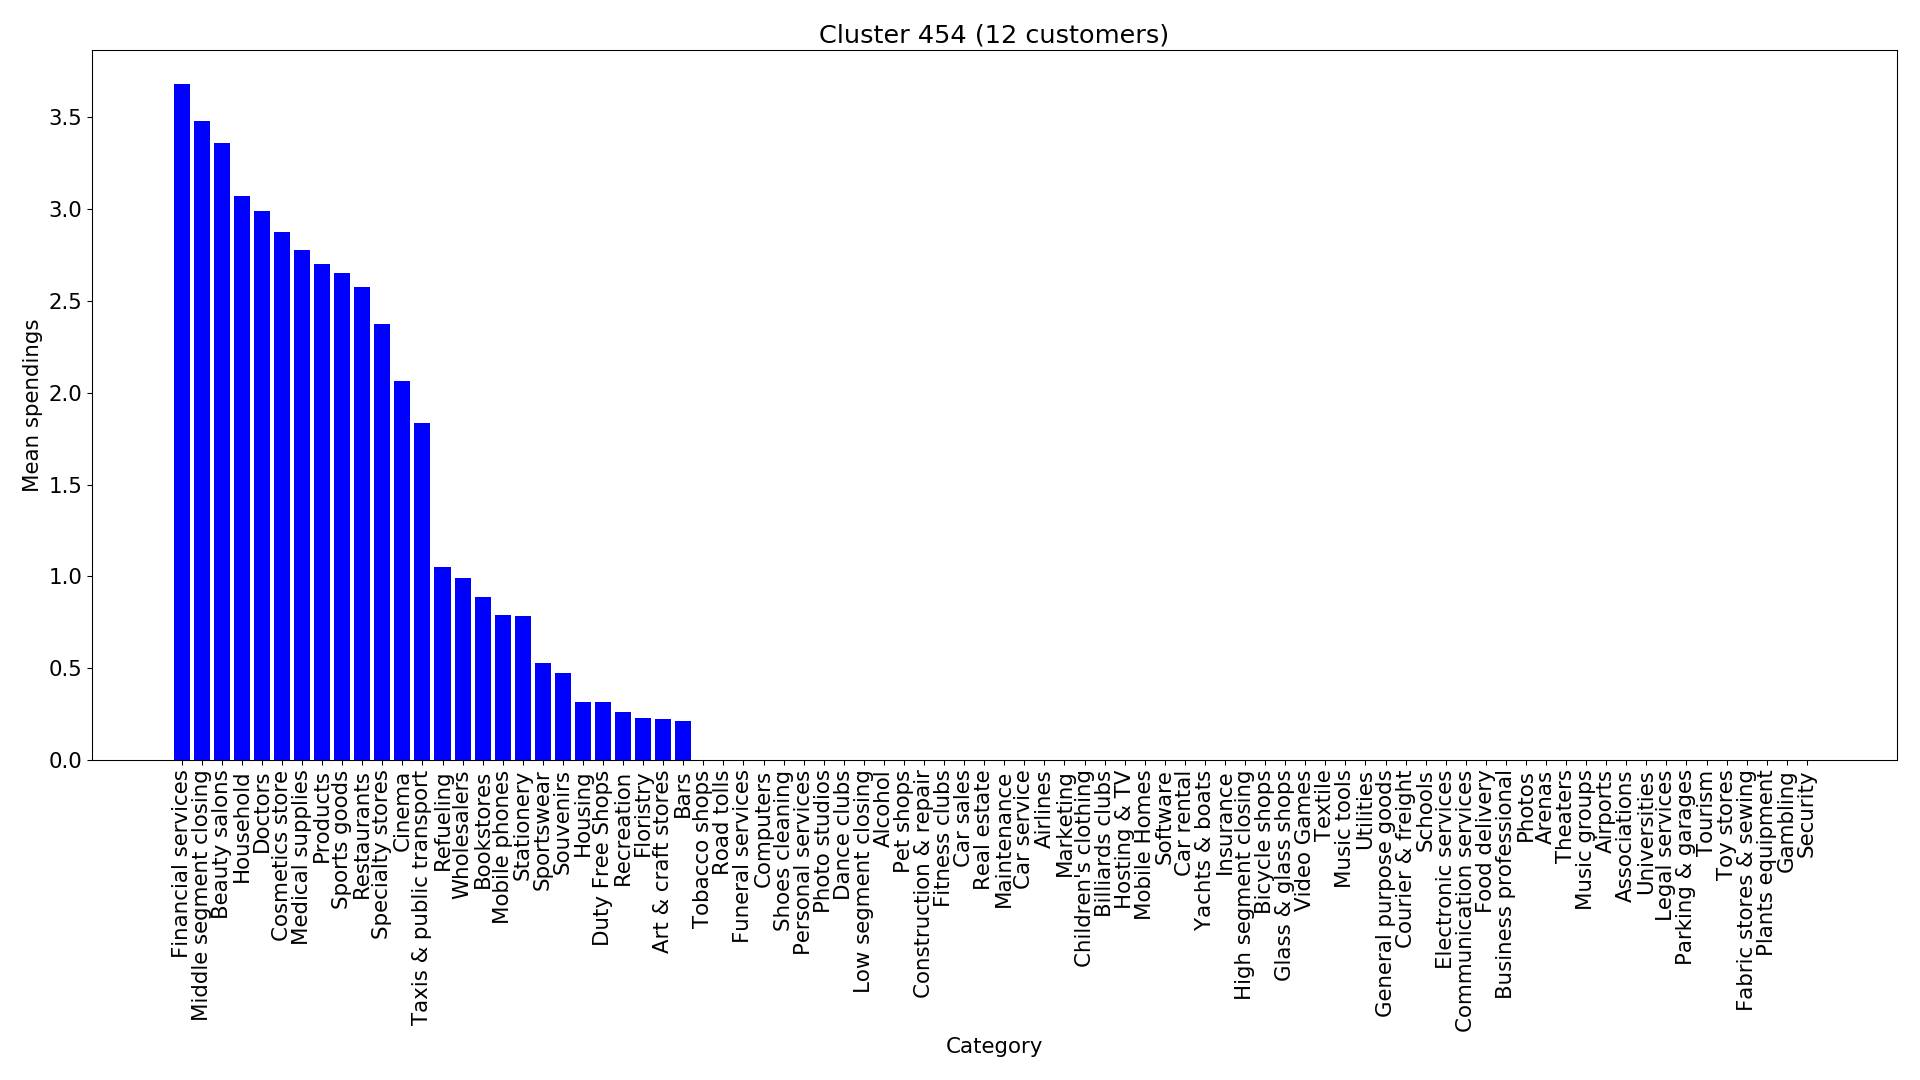 Cluster 454 (12 customers)
Mean spendings
3.5
3.0
2.5
2.0
1.5
1.0
0.5
0.0
Financial services
Middle segment closing
Beauty salons
Household
Doctors
Cosmetics store
Medical supplies
Products
Sports goods
Restaurants
Specialty stores
Cinema
Taxis & public transport
Refueling
Wholesalers
Bookstores
Mobile phones
Stationery
Sportswear
Souvenirs
Housing
Duty Free Shops
Recreation
Floristry
Art & craft stores
Bars
Tobacco shops
Road tolls
Funeral services
Computers
Shoes cleaning
Personal services
Photo studios
Dance clubs
Low segment closing
Alcohol
Pet shops
Construction & repair
Fitness clubs
Car sales
Real estate
Maintenance
Car service
Airlines
Marketing
Children's clothing
Billiards clubs
Hosting & TV
Mobile Homes
Software
Car rental
Yachts & boats
Insurance
High segment closing
Bicycle shops
Glass & glass shops
Video Games
Textile
Music tools
Utilities
General purpose goods
Courier & freight
Schools
Electronic services
Communication services
Food delivery
Business professional
Photos
Arenas
Theaters
Music groups
Airports
Associations
Universities
Legal services
Parking & garages
Tourism
Toy stores
Fabric stores & sewing
Plants equipment
Gambling
Security
Category